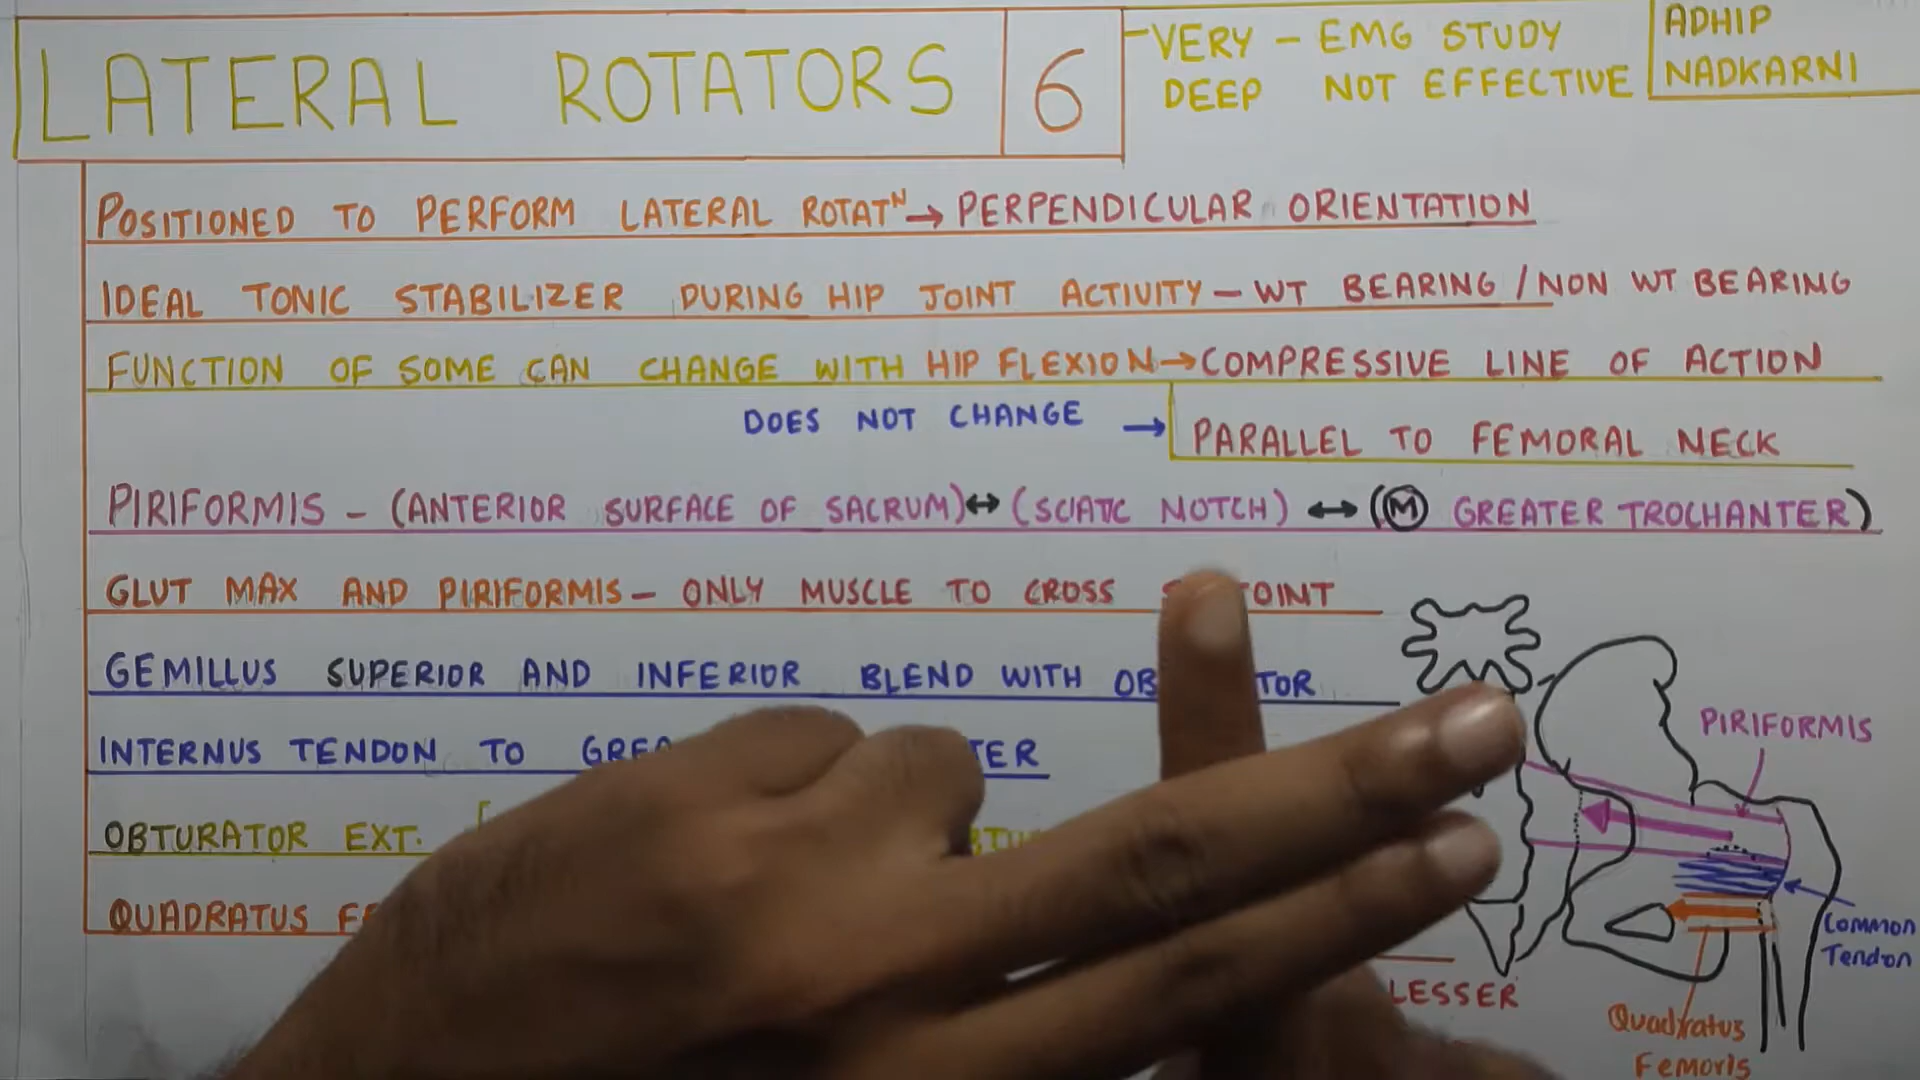 LATERAL ROTATORS 6
- VERY DEEP
- EMG STUDY NOT EFFECTIVE
ADHIP NADKARNI
POSITIONED TO PERFORM LATERAL ROTATᴺ → PERPENDICULAR ORIENTATION
IDEAL TONIC STABILIZER DURING HIP JOINT ACTIVITY - WT BEARING / NON WT BEARING
FUNCTION OF SOME CAN CHANGE WITH HIP FLEXION → COMPRESSIVE LINE OF ACTION
DOES NOT CHANGE → PARALLEL TO FEMORAL NECK
PIRIFORMIS - (ANTERIOR SURFACE OF SACRUM) ↔ (SCIATIC NOTCH) ↔ (Ⓜ GREATER TROCHANTER)
GLUT MAX AND PIRIFORMIS - ONLY MUSCLE TO CROSS
GEMILLUS SUPERIOR AND INFERIOR BLEND WITH
INTERNUS TENDON TO
OBTURATOR EXT.
QUADRATUS
LESSER
PIRIFORMIS
COMMON
Tendon
Quadratus
Femoris